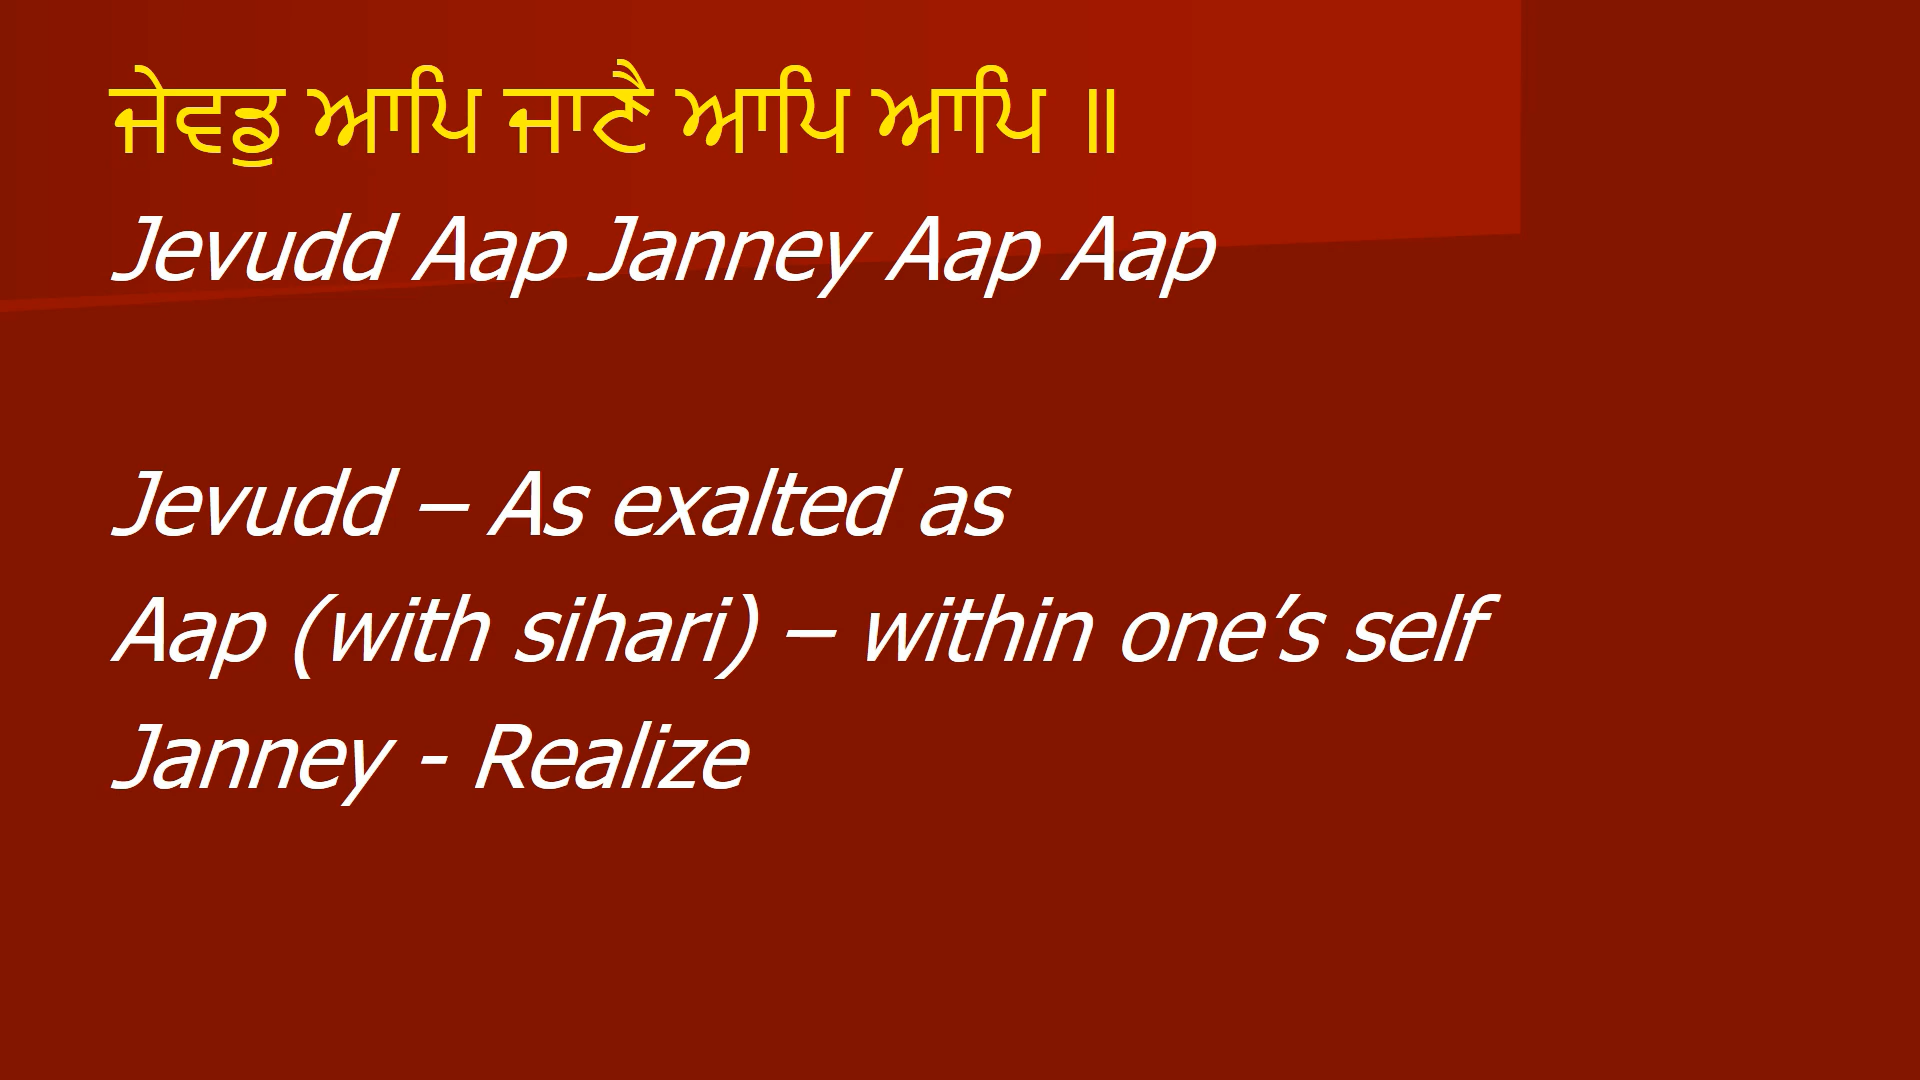 ਜੇਵਡੁ ਆਪਿ ਜਾਣੈ ਆਪਿ ਆਪਿ ॥
Jevudd Aap Janney Aap Aap
Jevudd – As exalted as
Aap (with sihari) – within one’s self
Janney - Realize